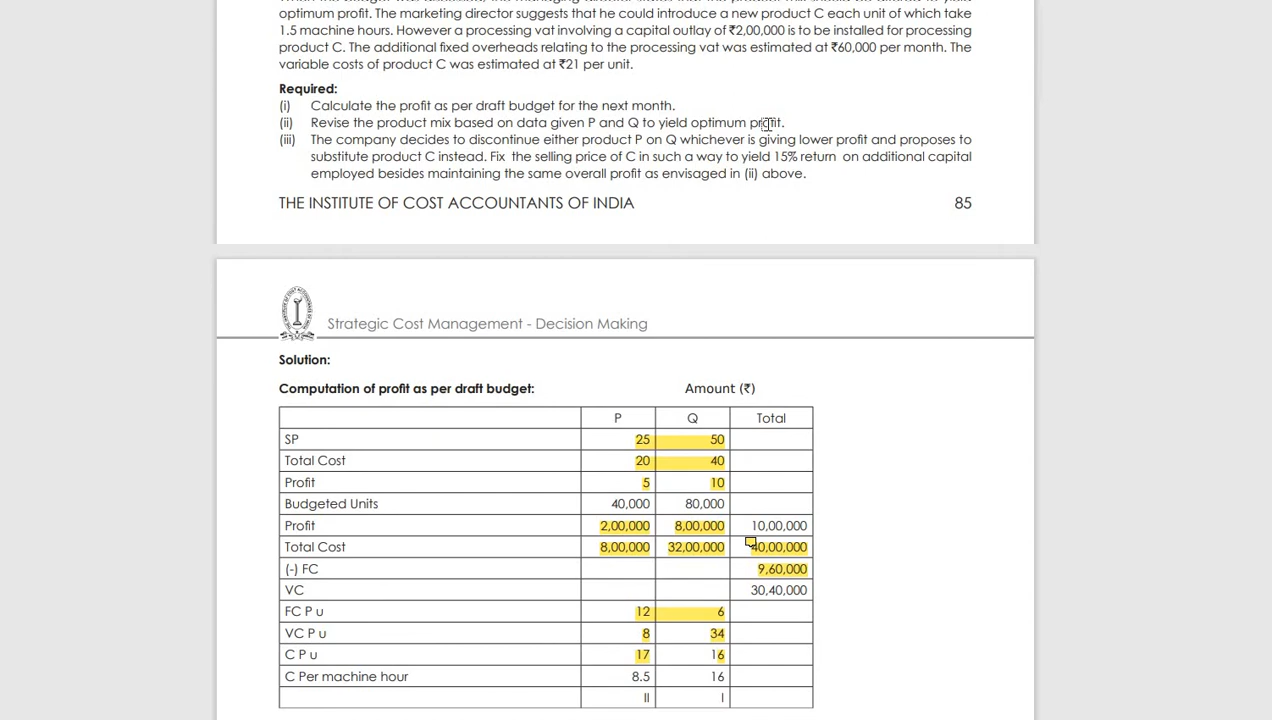 optimum profit. The marketing director suggests that he could introduce a new product C each unit of which take
1.5 machine hours. However a processing vat involving a capital outlay of ₹2,00,000 is to be installed for processing
product C. The additional fixed overheads relating to the processing vat was estimated at ₹60,000 per month. The
variable costs of product C was estimated at ₹21 per unit.
Required:
(i) Calculate the profit as per draft budget for the next month.
(ii) Revise the product mix based on data given P and Q to yield optimum profit.
(iii) The company decides to discontinue either product P on Q whichever is giving lower profit and proposes to
substitute product C instead. Fix the selling price of C in such a way to yield 15% return on additional capital
employed besides maintaining the same overall profit as envisaged in (ii) above.
THE INSTITUTE OF COST ACCOUNTANTS OF INDIA 85
Strategic Cost Management - Decision Making
Solution:
Computation of profit as per draft budget: Amount (₹)
P Q Total
SP 25 50
Total Cost 20 40
Profit 5 10
Budgeted Units 40,000 80,000
Profit 2,00,000 8,00,000 10,00,000
Total Cost 8,00,000 32,00,000 40,00,000
(-) FC 9,60,000
VC 30,40,000
FC P u 12 6
VC P u 8 34
C P u 17 16
C Per machine hour 8.5 16
II I